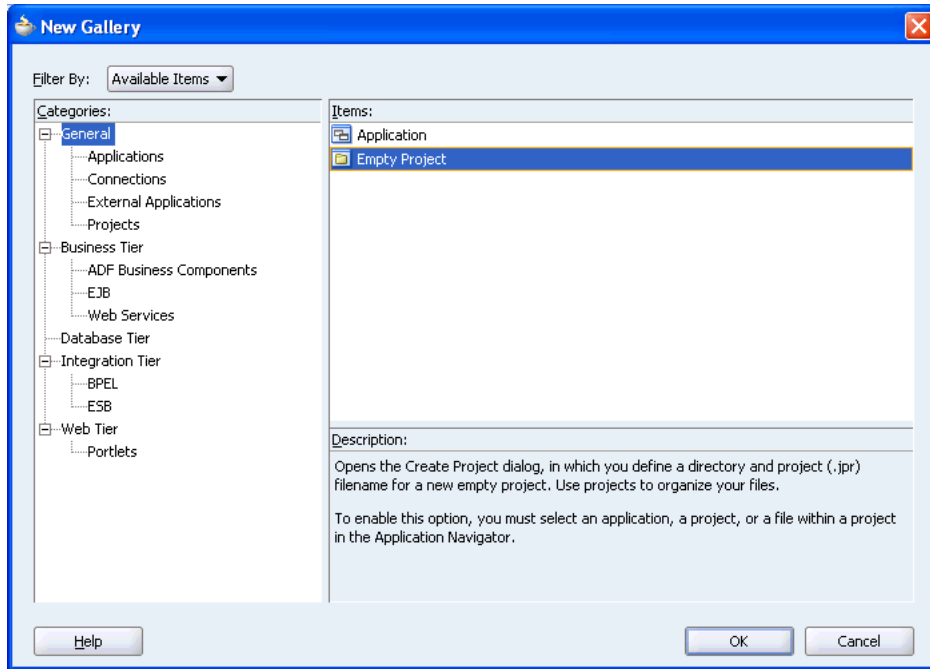 New Gallery
Filter By: Available Items
Categories:
General
Applications
Connections
External Applications
Projects
Business Tier
ADF Business Components
EJB
Web Services
Database Tier
Integration Tier
BPEL
ESB
Web Tier
Portlets
Items:
Application
Empty Project
Description:
Opens the Create Project dialog, in which you define a directory and project (.jpr)
filename for a new empty project. Use projects to organize your files.
To enable this option, you must select an application, a project, or a file within a project
in the Application Navigator.
Help
OK
Cancel